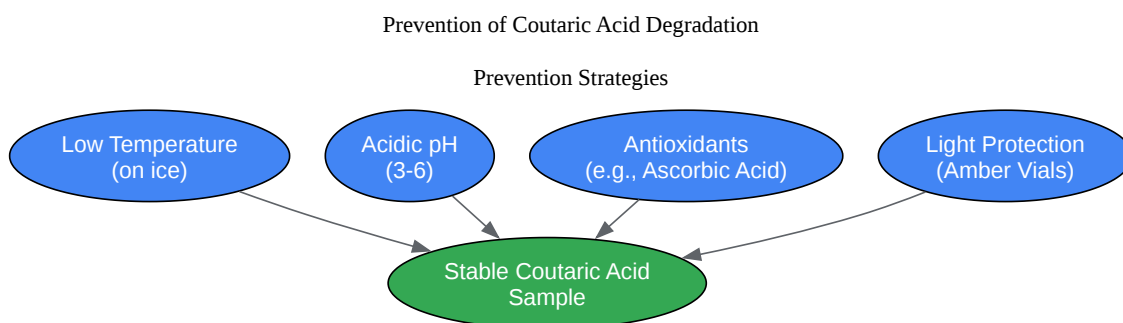 Prevention of Coutaric Acid Degradation
Prevention Strategies
Low Temperature
(on ice)
Acidic pH
(3-6)
Antioxidants
(e.g., Ascorbic Acid)
Light Protection
(Amber Vials)
Stable Coutaric Acid
Sample